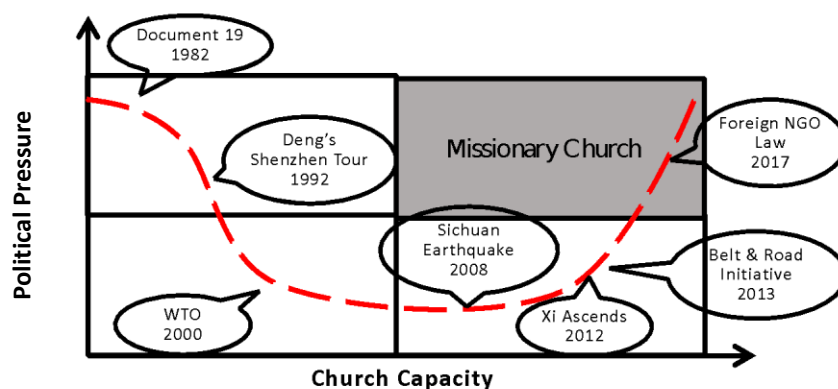 Document 19
1982
Deng's
Shenzhen Tour
1992
Missionary Church
Foreign NGO
Law
2017
Political Pressure
Sichuan
Earthquake
2008
Belt & Road
Initiative
2013
WTO
2000
Xi Ascends
2012
Church Capacity